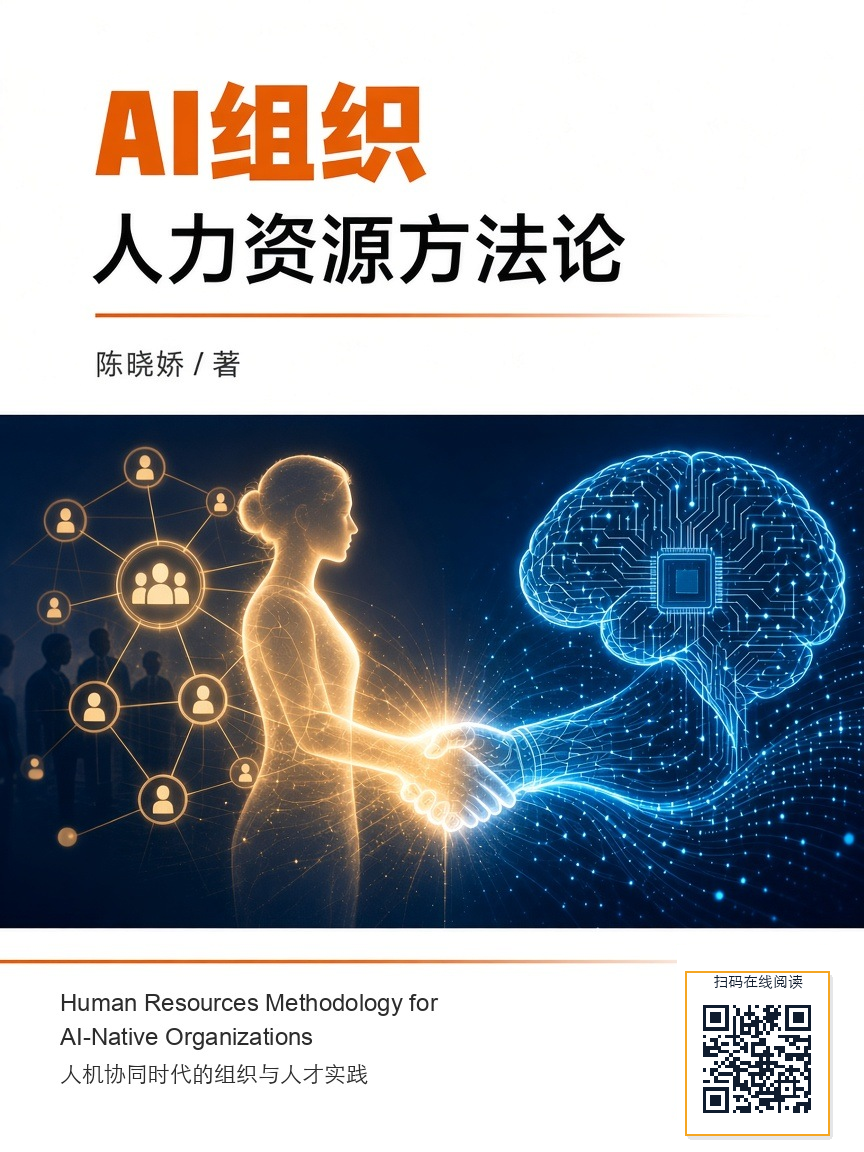 AI组织
人力资源方法论
陈晓娇 / 著
Human Resources Methodology for
AI-Native Organizations
人机协同时代的组织与人才实践
扫码在线阅读